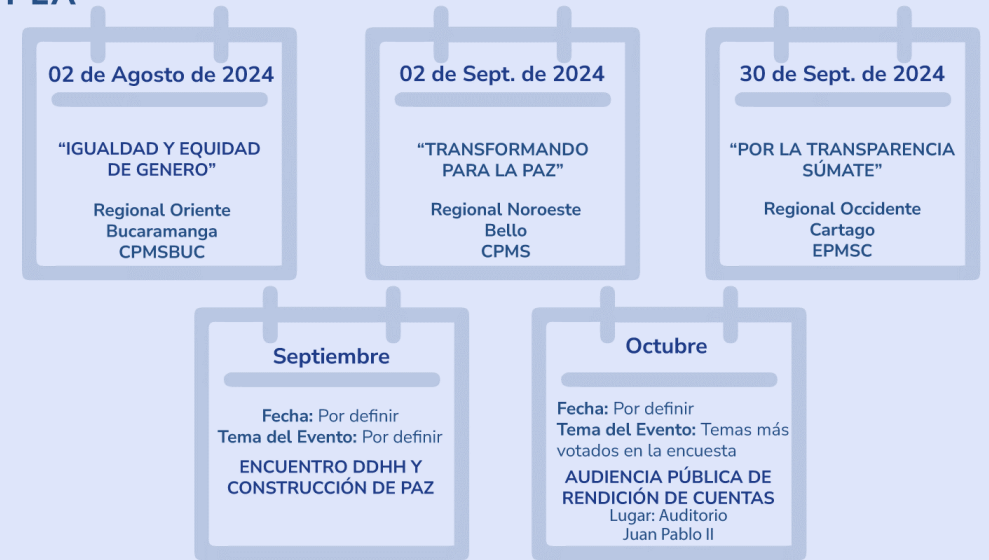 02 de Agosto de 2024
“IGUALDAD Y EQUIDAD
DE GENERO”
Regional Oriente
Bucaramanga
CPMSBUC
02 de Sept. de 2024
“TRANSFORMANDO
PARA LA PAZ”
Regional Noroeste
Bello
CPMS
30 de Sept. de 2024
“POR LA TRANSPARENCIA
SÚMATE”
Regional Occidente
Cartago
EPMSC
Septiembre
Fecha: Por definir
Tema del Evento: Por definir
ENCUENTRO DDHH Y
CONSTRUCCIÓN DE PAZ
Octubre
Fecha: Por definir
Tema del Evento: Temas más
votados en la encuesta
AUDIENCIA PÚBLICA DE
RENDICIÓN DE CUENTAS
Lugar: Auditorio
Juan Pablo II